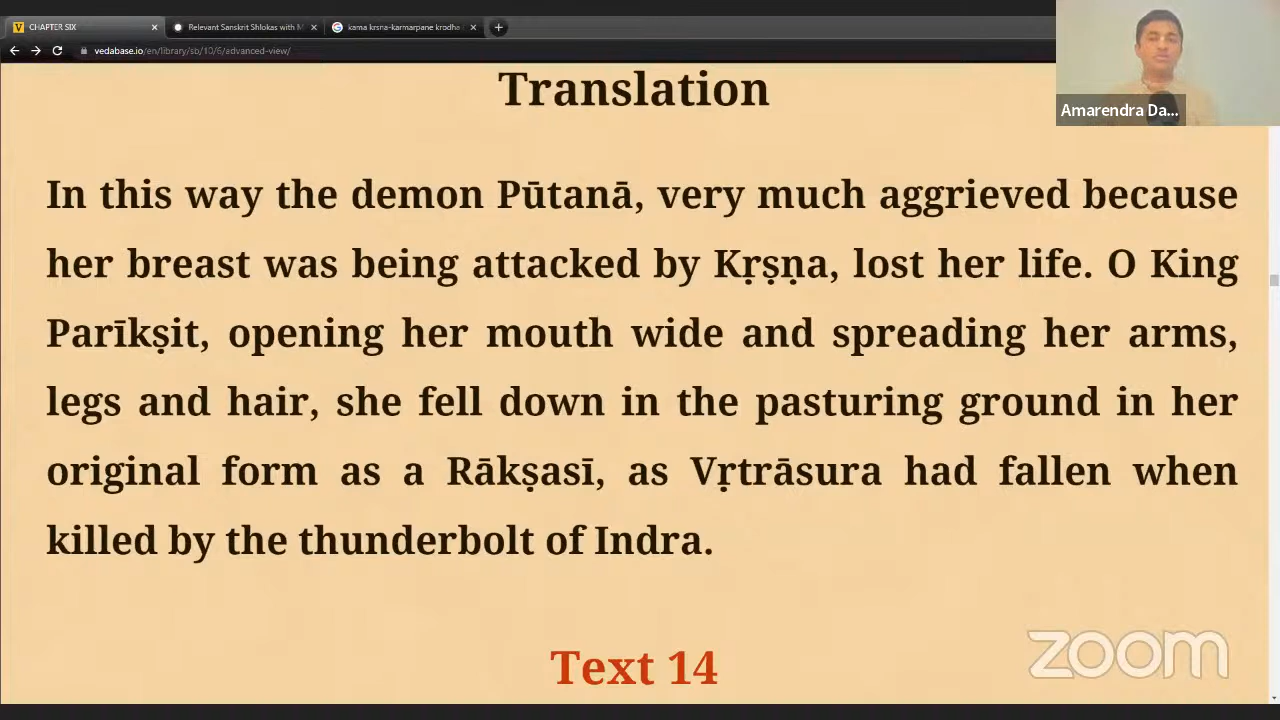 CHAPTER SIX
Relevant Sanskrit Shlokas with M
kama krsna-karmarpane krodha
vedabase.io/en/library/sb/10/6/advanced-view/
Amarendra Da...
Translation
In this way the demon Pūtanā, very much aggrieved because
her breast was being attacked by Kṛṣṇa, lost her life. O King
Parīkṣit, opening her mouth wide and spreading her arms,
legs and hair, she fell down in the pasturing ground in her
original form as a Rākṣasī, as Vṛtrāsura had fallen when
killed by the thunderbolt of Indra.
Text 14
zoom